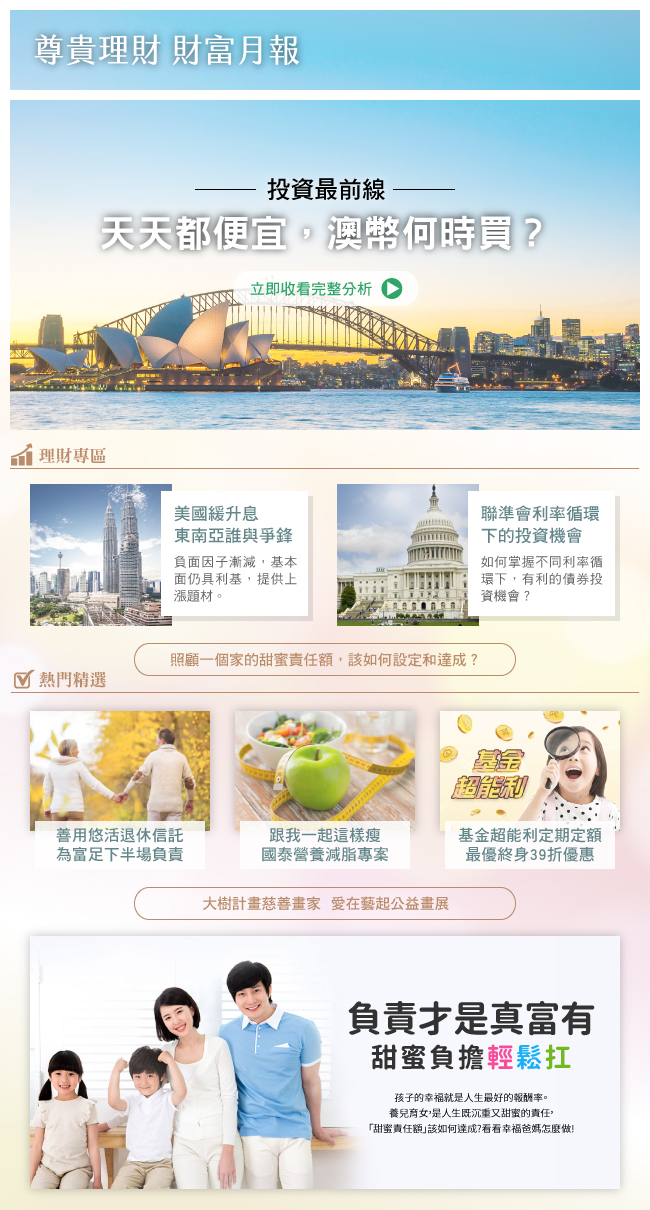 尊貴理財 財富月報
投資最前線
天天都便宜，澳幣何時買？
立即收看完整分析
理財專區
美國緩升息
東南亞誰與爭鋒
負面因子漸減，基本
面仍具利基，提供上
漲題材。
聯準會利率循環
下的投資機會
如何掌握不同利率循
環下，有利的債券投
資機會？
照顧一個家的甜蜜責任額，該如何設定和達成？
熱門精選
善用悠活退休信託
為富足下半場負責
跟我一起這樣瘦
國泰營養減脂專案
基金
超能利
基金超能利定期定額
最優終身39折優惠
大樹計畫慈善畫家 愛在藝起公益畫展
負責才是真富有
甜蜜負擔輕鬆扛
孩子的幸福就是人生最好的報酬率。
養兒育女，是人生既沉重又甜蜜的責任，
「甜蜜責任額」該如何達成？看看幸福爸媽怎麼做！